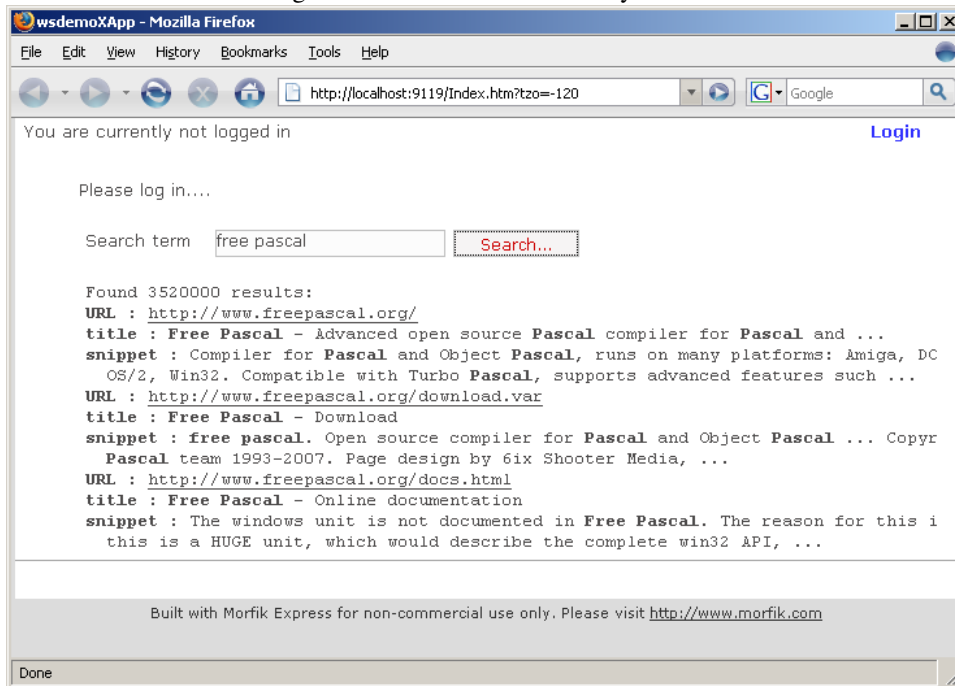 wsdemoXApp - Mozilla Firefox
File Edit View History Bookmarks Tools Help
http://localhost:9119/Index.htm?tzo=-120 G Google
You are currently not logged in Login
Please log in....
Search term free pascal Search...
Found 3520000 results:
URL : http://www.freepascal.org/
title : Free Pascal - Advanced open source Pascal compiler for Pascal and ...
snippet : Compiler for Pascal and Object Pascal, runs on many platforms: Amiga, DO
OS/2, Win32. Compatible with Turbo Pascal, supports advanced features such ...
URL : http://www.freepascal.org/download.var
title : Free Pascal - Download
snippet : free pascal. Open source compiler for Pascal and Object Pascal ... Copyr
Pascal team 1993-2007. Page design by 6ix Shooter Media, ...
URL : http://www.freepascal.org/docs.html
title : Free Pascal - Online documentation
snippet : The windows unit is not documented in Free Pascal. The reason for this i
this is a HUGE unit, which would describe the complete win32 API, ...
Built with Morfik Express for non-commercial use only. Please visit http://www.morfik.com
Done